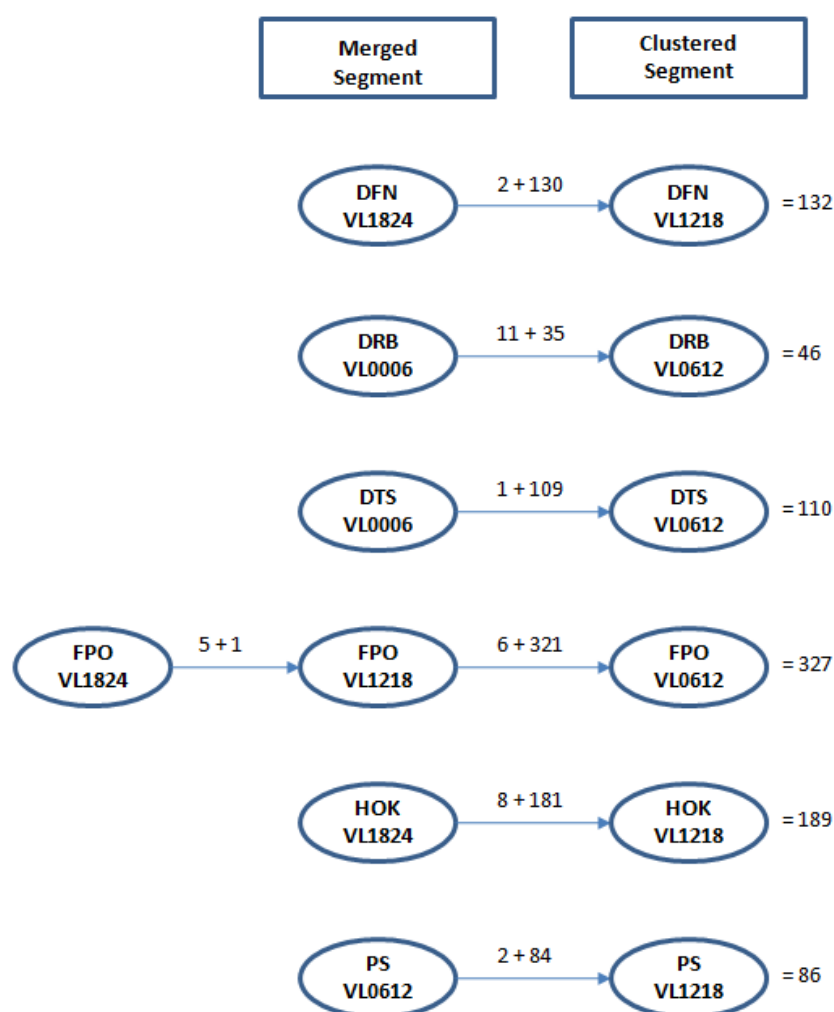 Merged
Segment
Clustered
Segment
DFN
VL1824
2 + 130
DFN
VL1218
= 132
DRB
VL0006
11 + 35
DRB
VL0612
= 46
DTS
VL0006
1 + 109
DTS
VL0612
= 110
FPO
VL1824
5 + 1
FPO
VL1218
6 + 321
FPO
VL0612
= 327
HOK
VL1824
8 + 181
HOK
VL1218
= 189
PS
VL0612
2 + 84
PS
VL1218
= 86